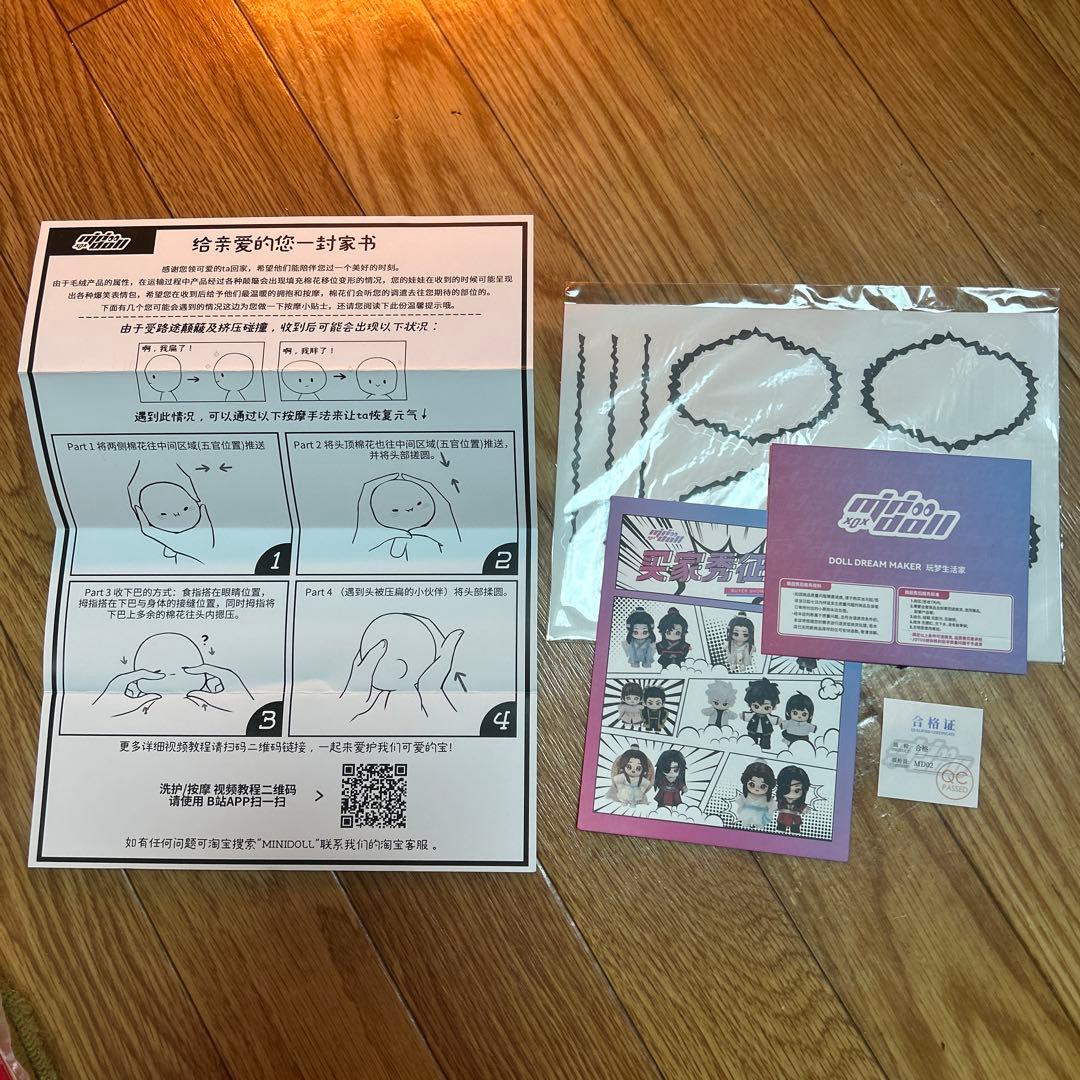 MINI DOLL
给亲爱的您一封家书
感谢您领可爱的ta回家，希望他们能陪伴您过一个美好的时刻。
由于毛绒产品的属性，在运输过程中产品经过各种颠簸会出现填充棉花移位变形的情况，您的娃娃在收到的时候可能呈现
出各种爆笑表情包，希望您在收到后给予他们最温暖的拥抱和按摩，棉花们会听您的调遣去往您期待的部位的。
下面有几个您可能会遇到的情况这边为您做一下按摩小贴士，还请您阅读下此份温馨提示哦。
由于受路途颠簸及挤压碰撞，收到后可能会出现以下状况：
啊，我扁了！
啊，我胖了！
遇到此情况，可以通过以下按摩手法来让ta恢复元气↓
Part 1 将两侧棉花往中间区域(五官位置)推送
1
Part 2 将头顶棉花也往中间区域(五官位置)推送，
并将头部搓圆。
2
Part 3 收下巴的方式：食指搭在眼睛位置，
拇指搭在下巴与身体的接缝位置，同时拇指将
下巴上多余的棉花往头内摁压。
?
3
Part 4 （遇到头被压扁的小伙伴）将头部揉圆。
4
更多详细视频教程请扫码二维码链接，一起来爱护我们可爱的宝！
洗护/按摩 视频教程二维码
请使用 B站APP扫一扫
>
如有任何问题可淘宝搜索“MINIDOLL”联系我们的淘宝客服。
mini doll
买家秀征
BUYER SHOW
mini doll
DOLL DREAM MAKER 玩梦生活家
合格证
合格
MD02
QC
PASSED